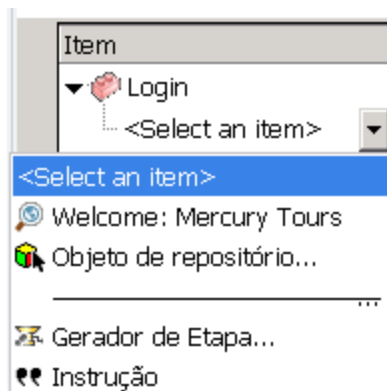 Item
Login
<Select an item>
<Select an item>
Welcome: Mercury Tours
Objeto de repositório...
...
Gerador de Etapa...
Instrução